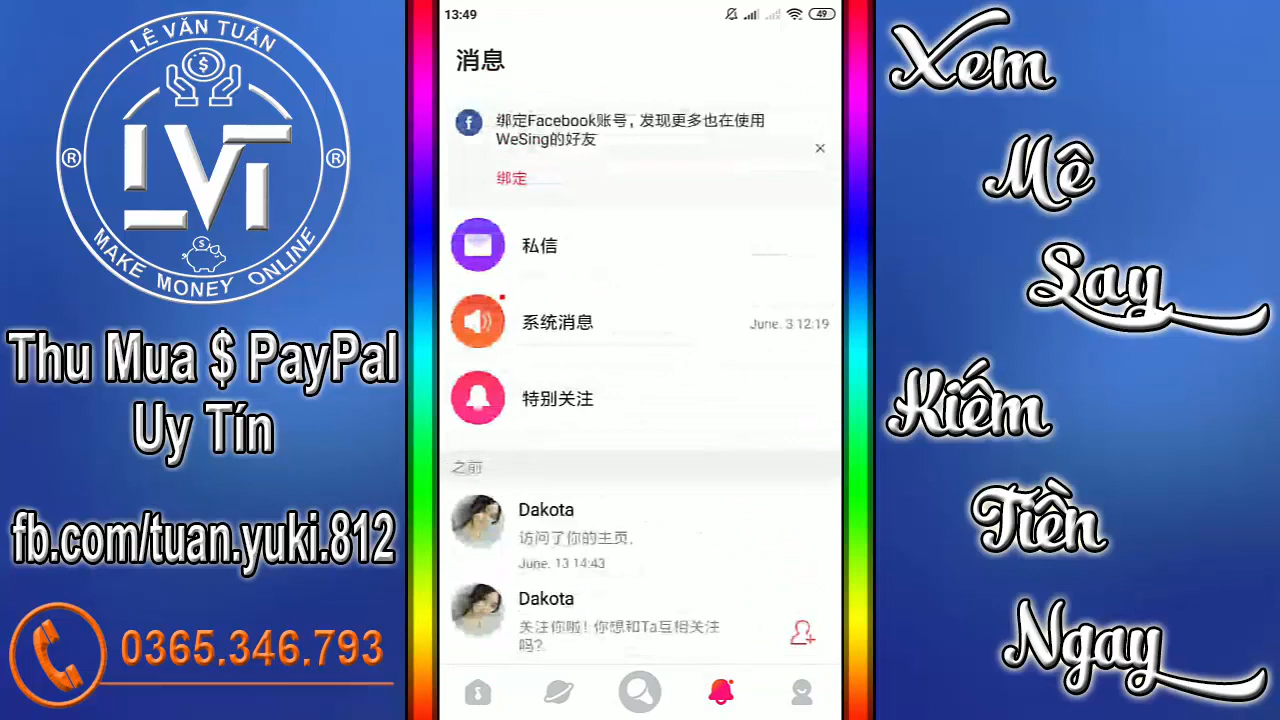 LÊ VĂN TUẤN
LVT
® ®
MAKE MONEY ONLINE
Thu Mua $ PayPal
Uy Tín
fb.com/tuan.yuki.812
0365.346.793
13:49
49
消息
绑定Facebook账号，发现更多也在使用
WeSing的好友
绑定
私信
系统消息
June. 3 12:19
特别关注
之前
Dakota
访问了你的主页.
June. 13 14:43
Dakota
关注你啦！你想和Ta互相关注
吗?
Xem
Mê
Say
Kiếm
Tiền
Ngay